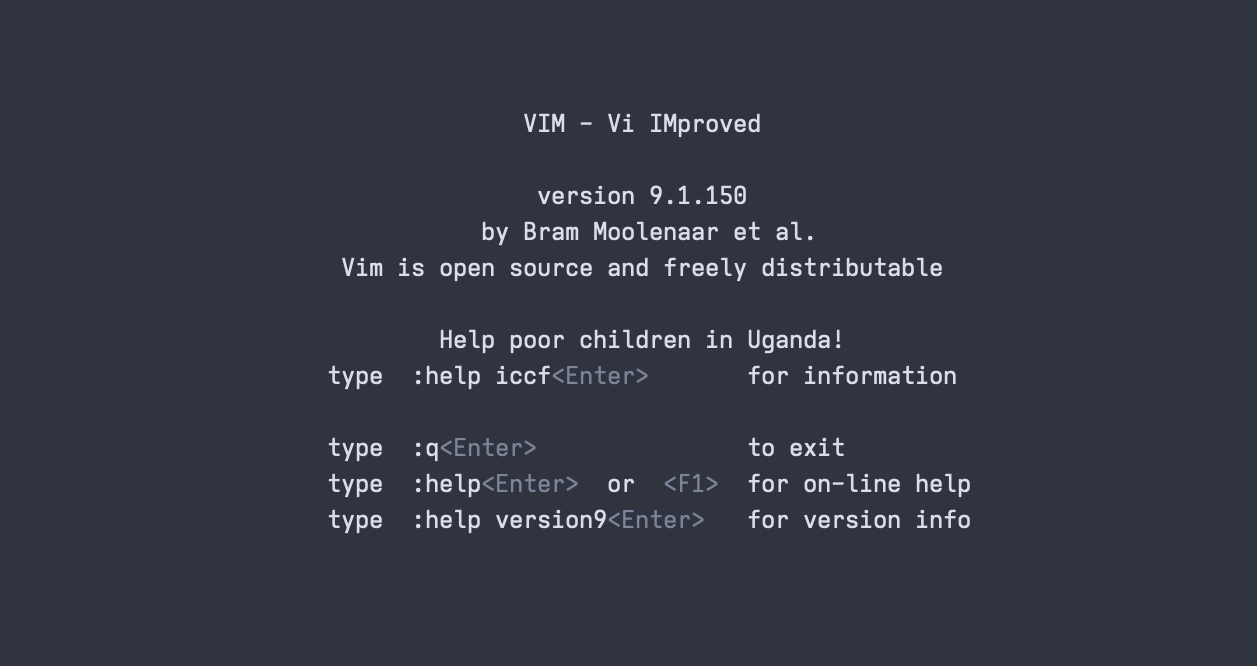 VIM - Vi IMproved
version 9.1.150
by Bram Moolenaar et al.
Vim is open source and freely distributable
Help poor children in Uganda!
type  :help iccf<Enter>       for information
type  :q<Enter>               to exit
type  :help<Enter>  or  <F1>  for on-line help
type  :help version9<Enter>   for version info